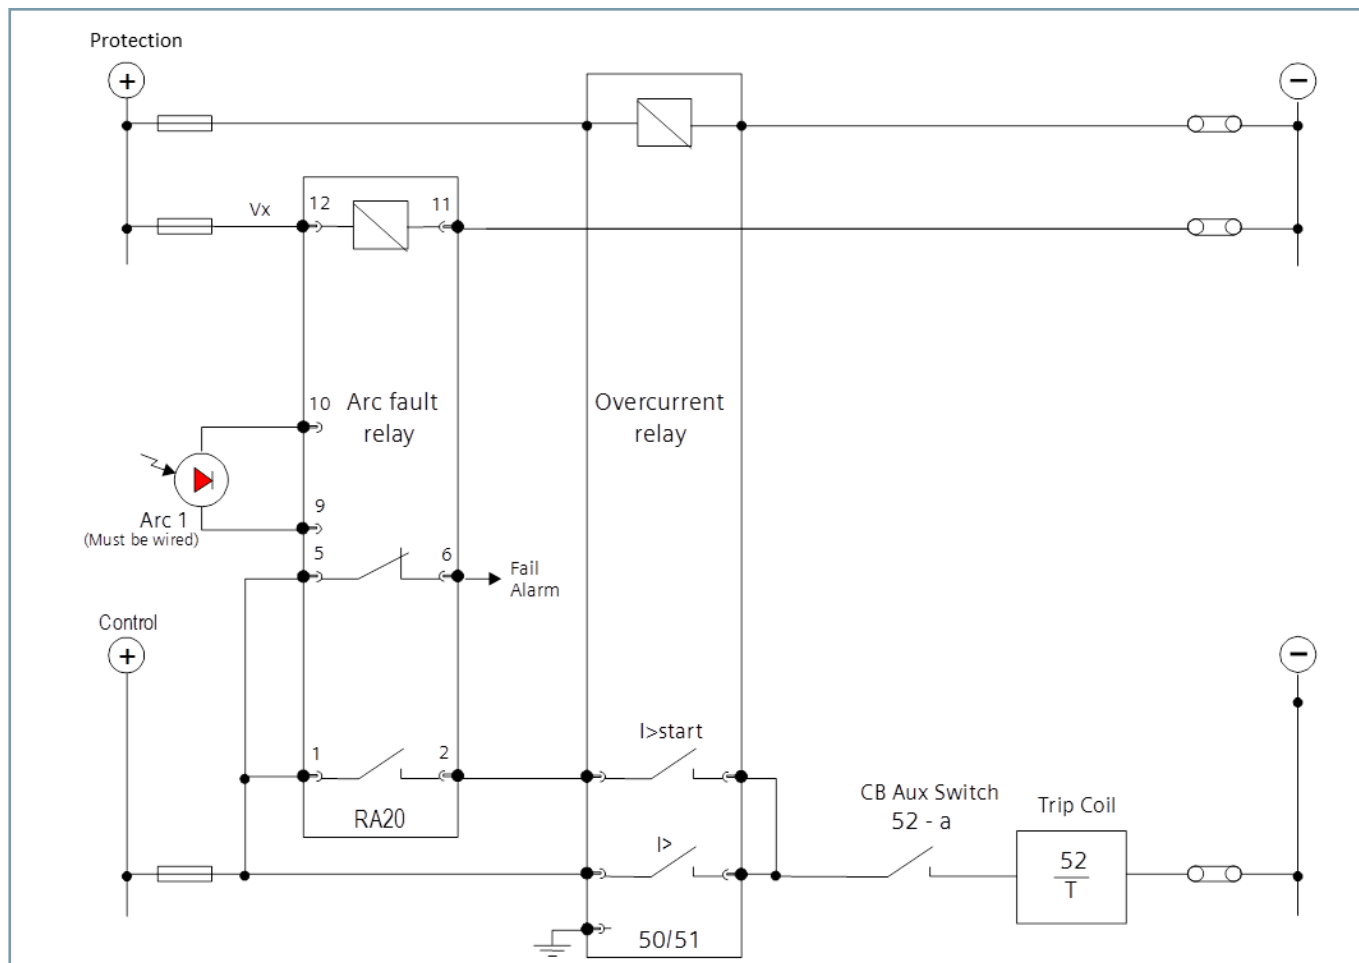 Protection
+
−
Vx
12
11
10
Arc fault
relay
Overcurrent
relay
9
Arc 1
(Must be wired)
5
6
Fail
Alarm
Control
+
−
I>start
1
2
CB Aux Switch
52 - a
Trip Coil
RA20
I>
52
T
50/51